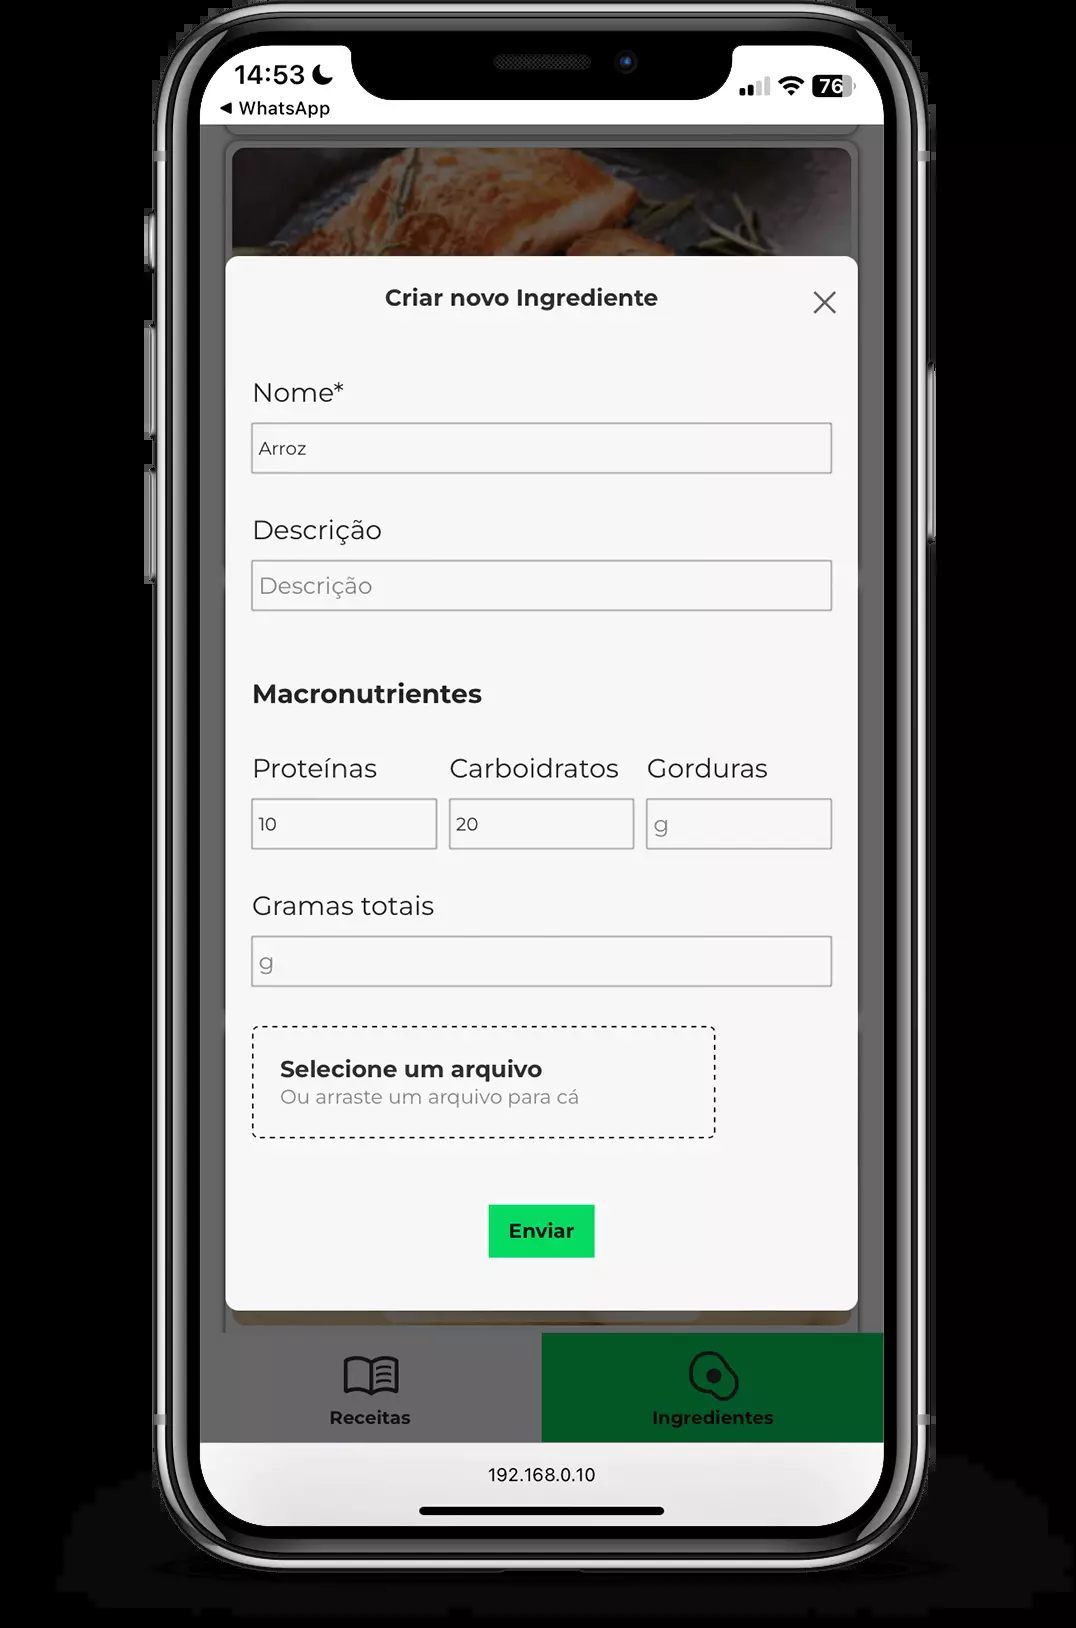 14:53
76
◀ WhatsApp
Criar novo Ingrediente
Nome*
Arroz
Descrição
Descrição
Macronutrientes
Proteínas Carboidratos Gorduras
10 20 g
Gramas totais
g
Selecione um arquivo
Ou arraste um arquivo para cá
Enviar
Receitas Ingredientes
192.168.0.10